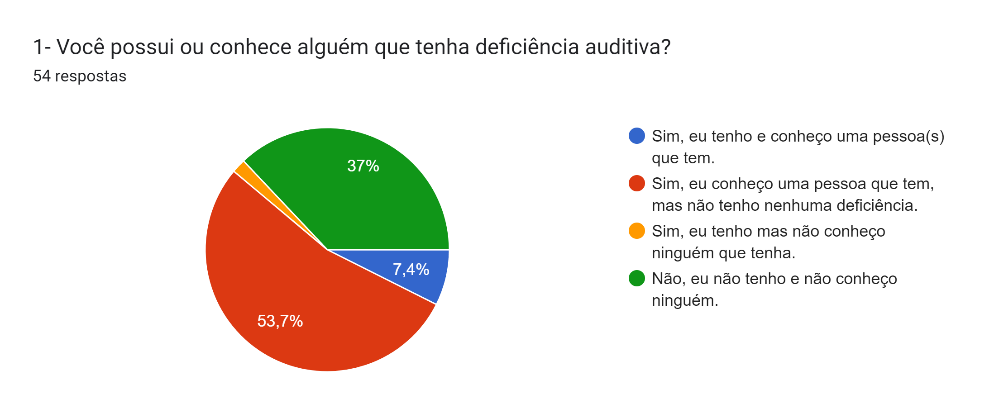 1- Você possui ou conhece alguém que tenha deficiência auditiva?
54 respostas
37%
7,4%
53,7%
Sim, eu tenho e conheço uma pessoa(s)
que tem.
Sim, eu conheço uma pessoa que tem,
mas não tenho nenhuma deficiência.
Sim, eu tenho mas não conheço
ninguém que tenha.
Não, eu não tenho e não conheço
ninguém.